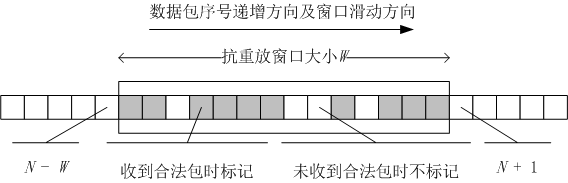 数据包序号递增方向及窗口滑动方向
抗重放窗口大小W
N - W
收到合法包时标记
未收到合法包时不标记
N + 1